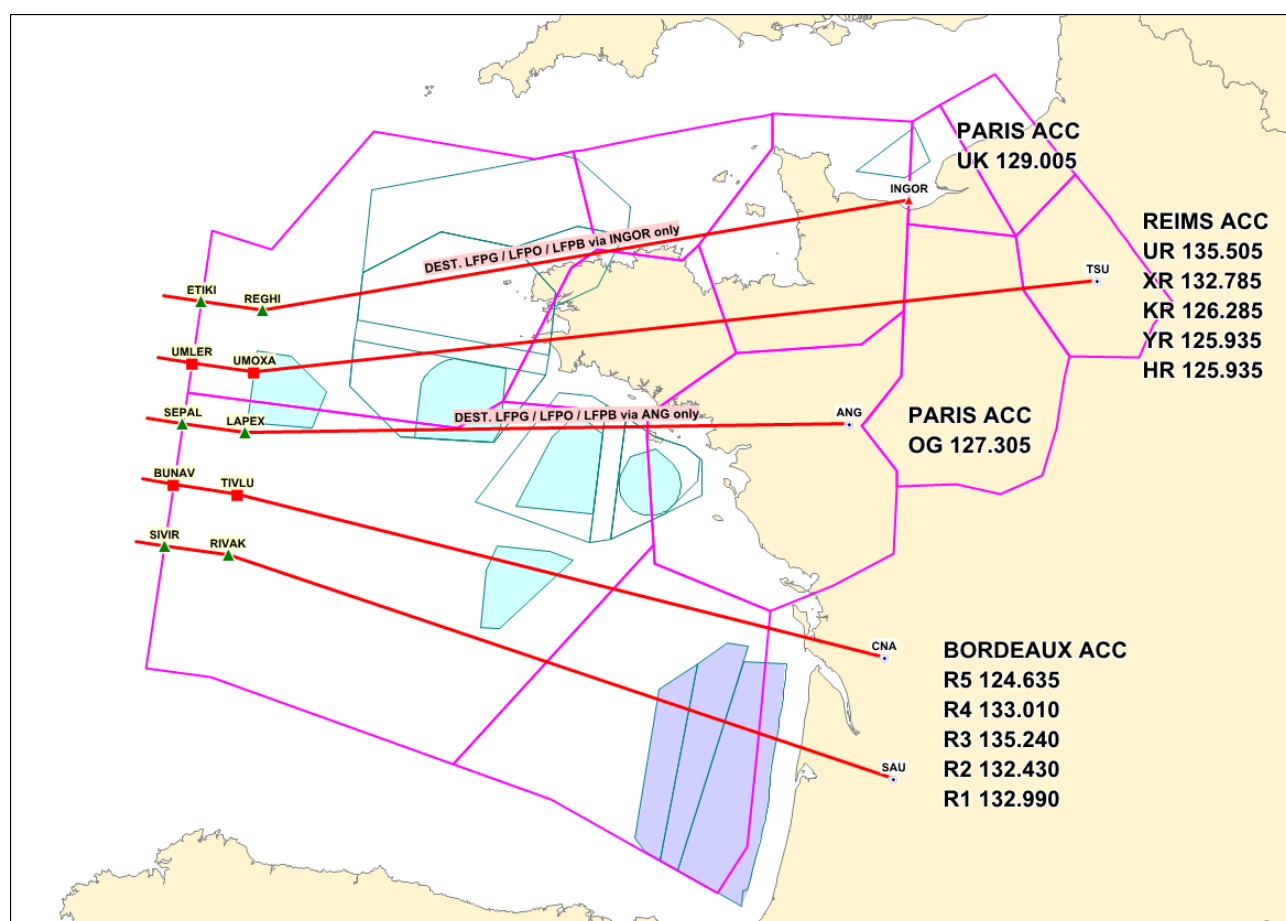 PARIS ACC
UK 129.005
INGOR
REIMS ACC
UR 135.505
XR 132.785
KR 126.285
YR 125.935
HR 125.935
DEST. LFPG / LFPO / LFPB via INGOR only
TSU
ETIKI
REGHI
UMLER
UMOXA
SEPAL
LAPEX
DEST. LFPG / LFPO / LFPB via ANG only
ANG
PARIS ACC
OG 127.305
BUNAV
TIVLU
SIVIR
RIVAK
CNA
BORDEAUX ACC
R5 124.635
R4 133.010
R3 135.240
R2 132.430
R1 132.990
SAU